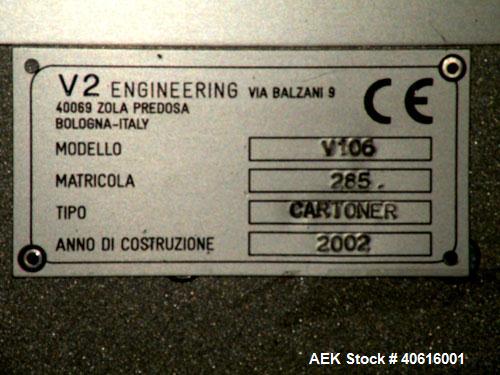 V2 ENGINEERING VIA BALZANI 9
40069 ZOLA PREDOSA
BOLOGNA-ITALY
CE
MODELLO V106
MATRICOLA 285.
TIPO CARTONER
ANNO DI COSTRUZIONE 2002
AEK Stock # 40616001